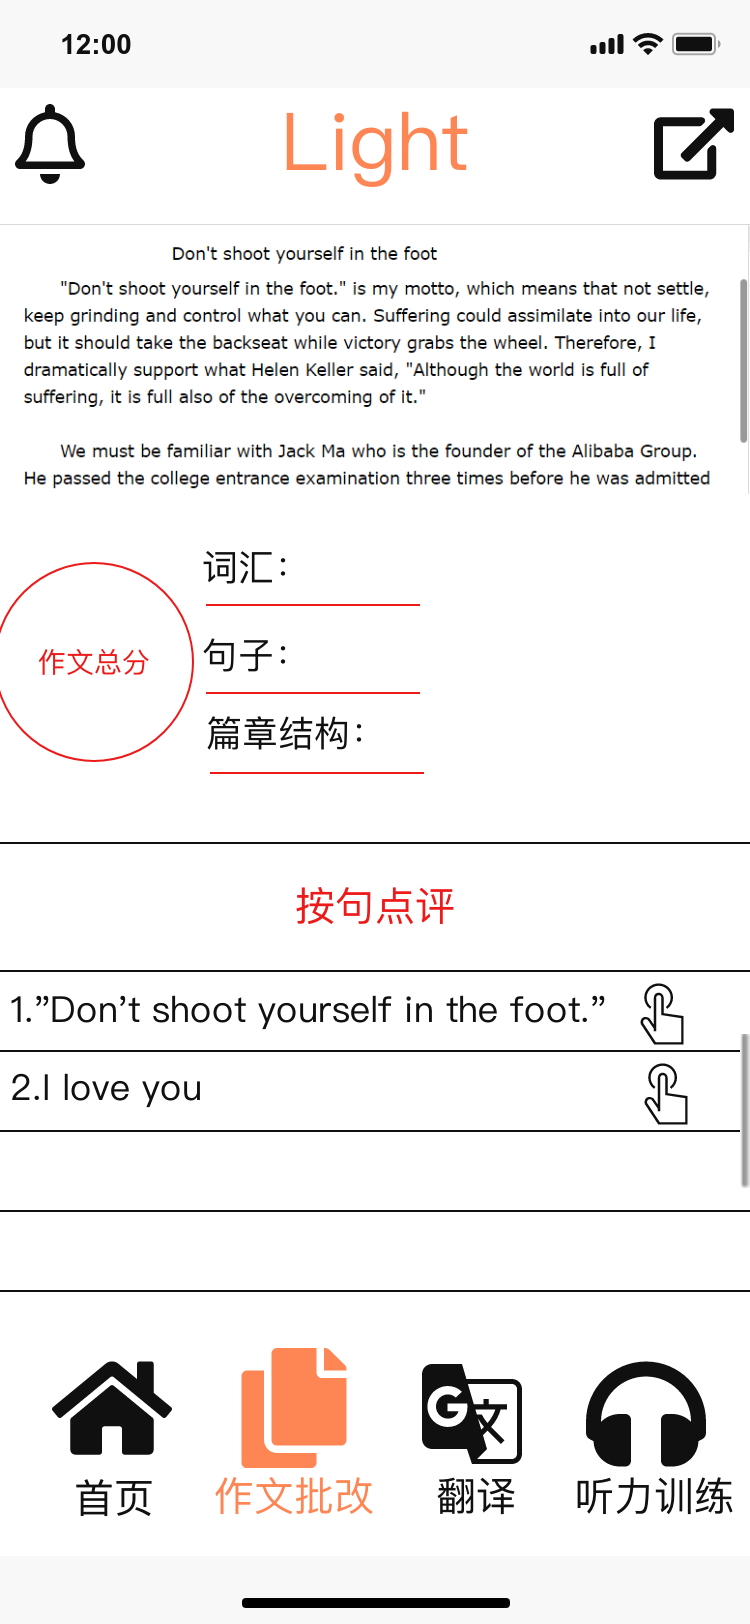 12:00
Light
Don't shoot yourself in the foot
"Don't shoot yourself in the foot." is my motto, which means that not settle,
keep grinding and control what you can. Suffering could assimilate into our life,
but it should take the backseat while victory grabs the wheel. Therefore, I
dramatically support what Helen Keller said, "Although the world is full of
suffering, it is full also of the overcoming of it."
We must be familiar with Jack Ma who is the founder of the Alibaba Group.
He passed the college entrance examination three times before he was admitted
作文总分
词汇：
句子：
篇章结构：
按句点评
1.”Don’t shoot yourself in the foot.”
2.I love you
G 文
首页 作文批改 翻译 听力训练